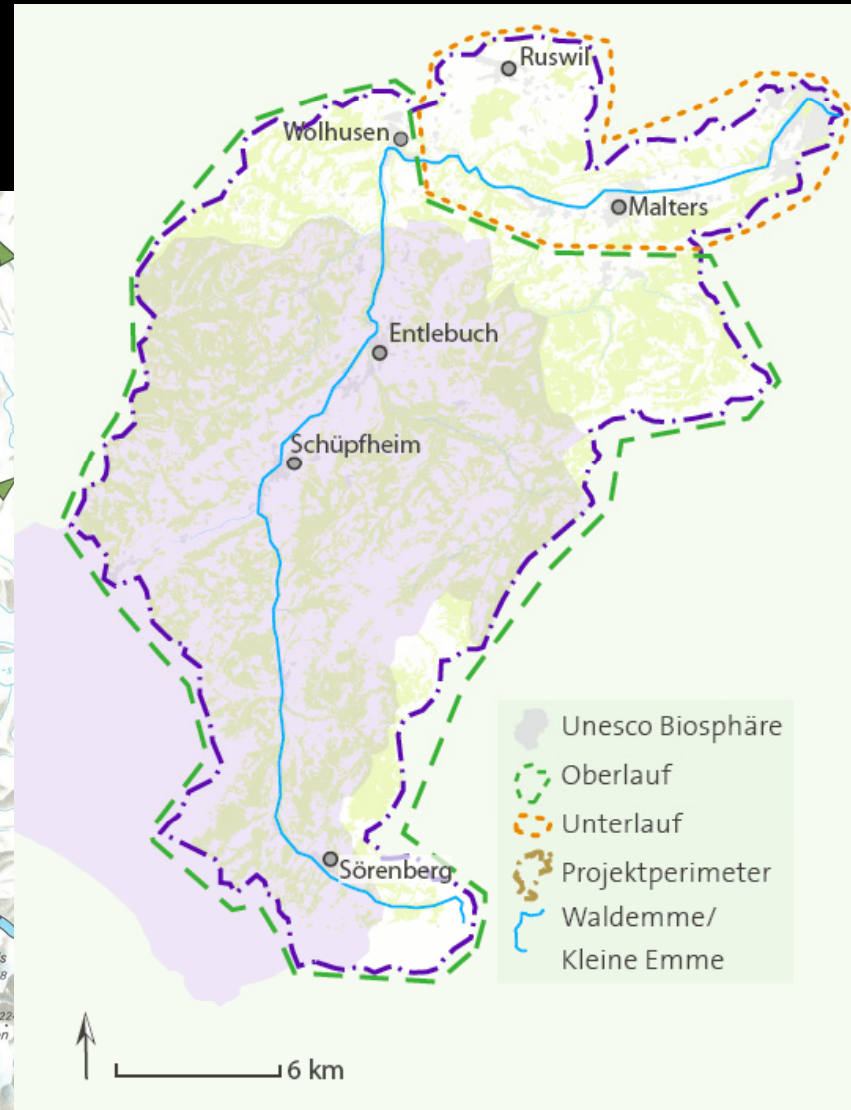 Ruswil
Wolhusen
Malters
Entlebuch
Schüpfheim
Unesco Biosphäre
Oberlauf
Unterlauf
Projektperimeter
Waldemme/
Kleine Emme
Sörenberg
6 km